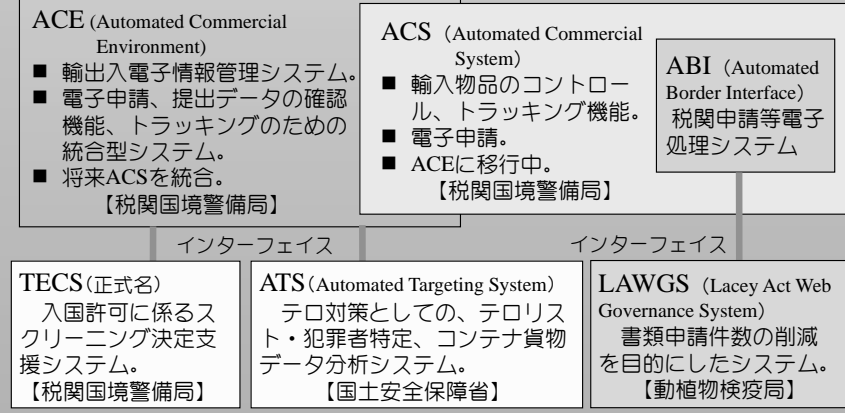 ACE (Automated Commercial
Environment)
■ 輸出入電子情報管理システム。
■ 電子申請、提出データの確認
機能、トラッキングのための
統合型システム。
■ 将来ACSを統合。
【税関国境警備局】
ACS（Automated Commercial
System）
■ 輸入物品のコントロー
ル、トラッキング機能。
■ 電子申請。
■ ACEに移行中。
【税関国境警備局】
ABI（Automated
Border Interface）
税関申請等電子
処理システム
インターフェイス
インターフェイス
TECS(正式名）
入国許可に係るス
クリーニング決定支
援システム。
【税関国境警備局】
ATS（Automated Targeting System）
テロ対策としての、テロリス
ト・犯罪者特定、コンテナ貨物
データ分析システム。
【国土安全保障省】
LAWGS（Lacey Act Web
Governance System）
書類申請件数の削減
を目的にしたシステム。
【動植物検疫局】